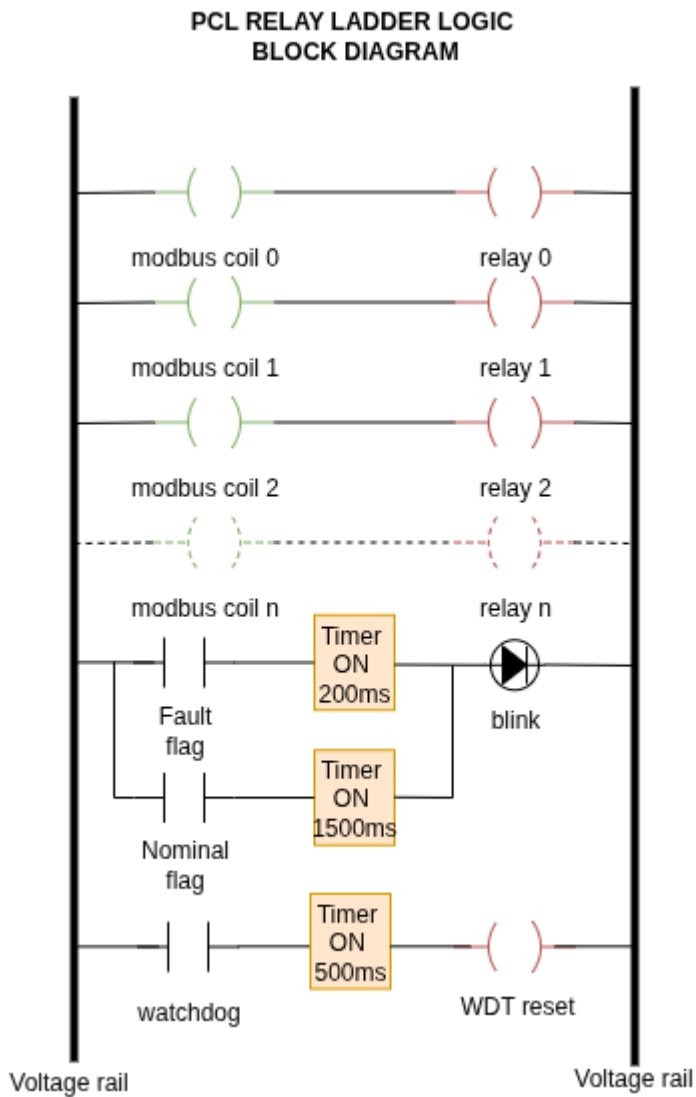 PCL RELAY LADDER LOGIC
BLOCK DIAGRAM
modbus coil 0
relay 0
modbus coil 1
relay 1
modbus coil 2
relay 2
modbus coil n
relay n
Timer
ON
200ms
Fault
flag
blink
Timer
ON
1500ms
Nominal
flag
Timer
ON
500ms
watchdog
WDT reset
Voltage rail
Voltage rail